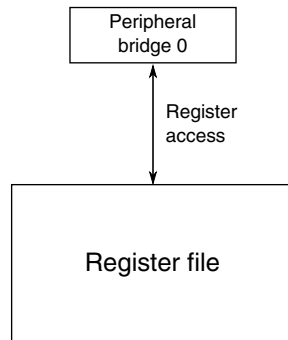 Peripheral
bridge 0
Register
access
Register file